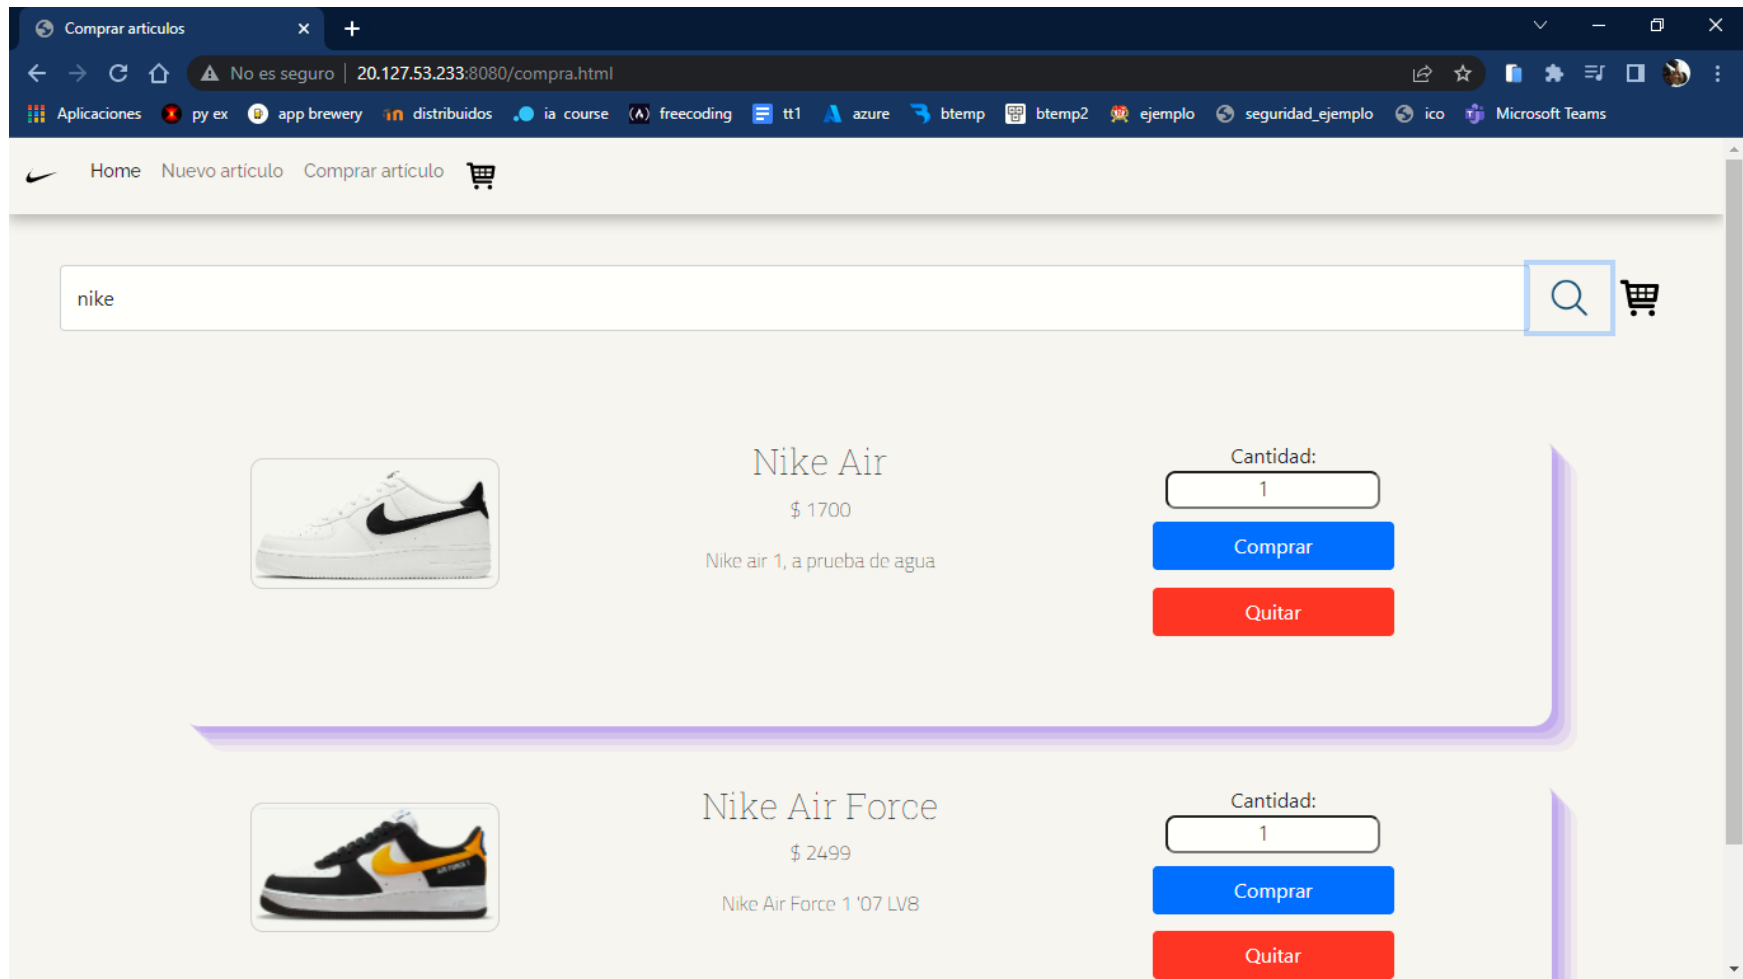 Comprar articulos
No es seguro | 20.127.53.233:8080/compra.html
Aplicaciones py ex app brewery distribuidos ia course freecoding tt1 azure btemp btemp2 ejemplo seguridad_ejemplo ico Microsoft Teams
Home Nuevo artículo Comprar artículo
nike
Nike Air
$ 1700
Nike air 1, a prueba de agua
Cantidad:
1
Comprar
Quitar
Nike Air Force
$ 2499
Nike Air Force 1 '07 LV8
Cantidad:
1
Comprar
Quitar